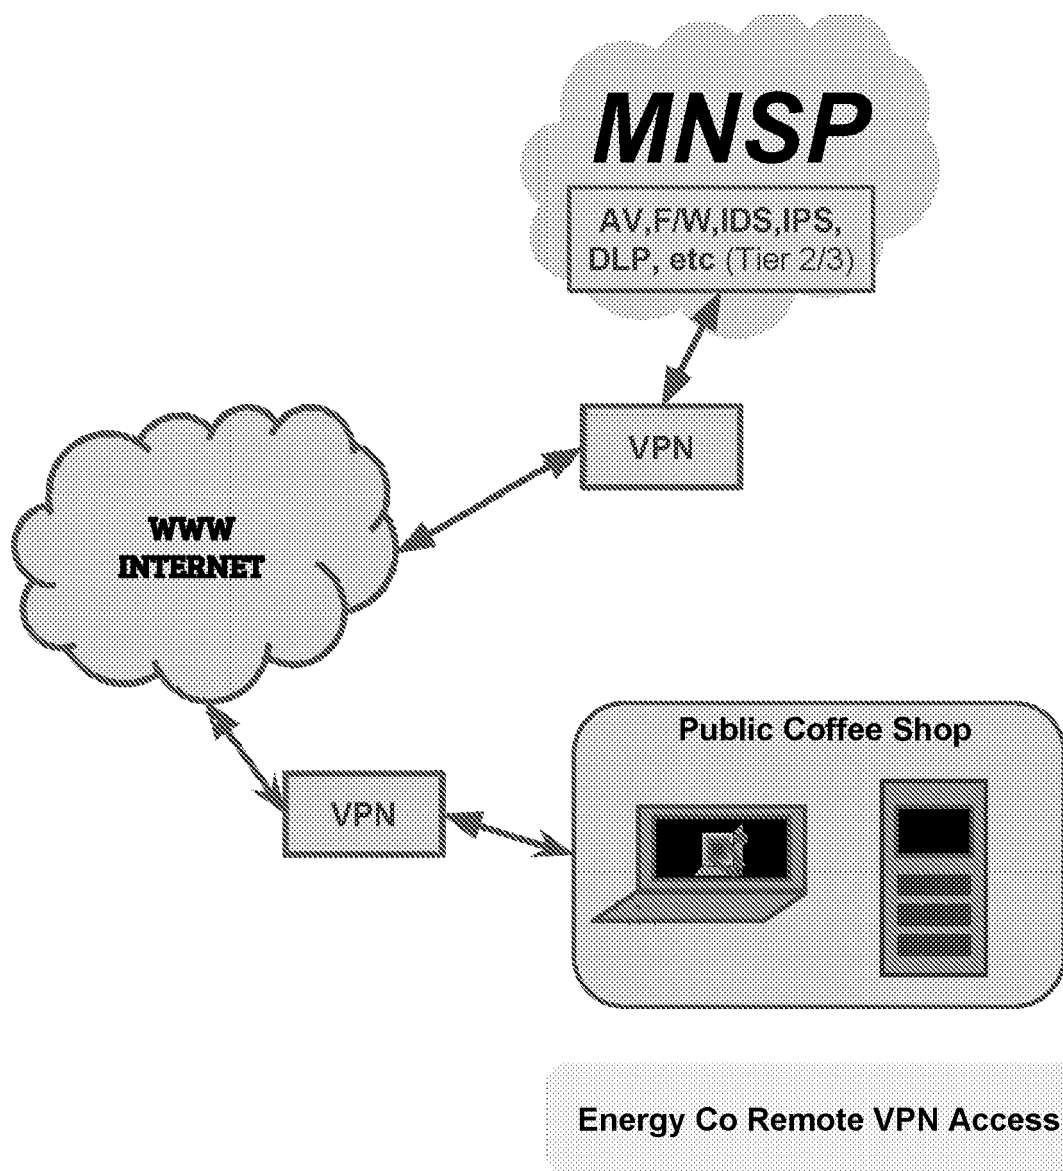 MNSP
AV,F/W,IDS,IPS,
DLP, etc (Tier 2/3)
VPN
WWW
INTERNET
Public Coffee Shop
VPN
Energy Co Remote VPN Access